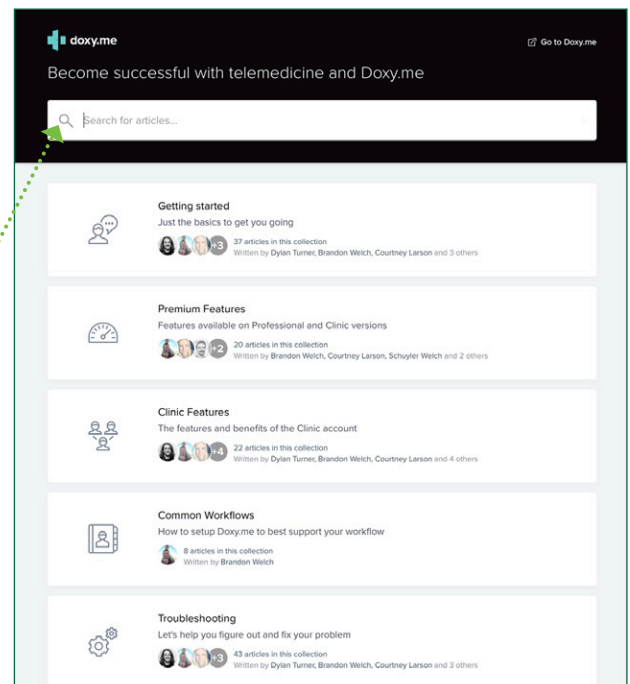 doxy.me
Go to Doxy.me
Become successful with telemedicine and Doxy.me
Search for articles...
Getting started
Just the basics to get you going
+3
37 articles in this collection
Written by Dylan Turner, Brandon Welch, Courtney Larson and 3 others
Premium Features
Features available on Professional and Clinic versions
+2
20 articles in this collection
Written by Brandon Welch, Courtney Larson, Schuyler Welch and 2 others
Clinic Features
The features and benefits of the Clinic account
+4
22 articles in this collection
Written by Dylan Turner, Brandon Welch, Courtney Larson and 4 others
Common Workflows
How to setup Doxy.me to best support your workflow
8 articles in this collection
Written by Brandon Welch
Troubleshooting
Let's help you figure out and fix your problem
+3
43 articles in this collection
Written by Dylan Turner, Brandon Welch, Courtney Larson and 3 others